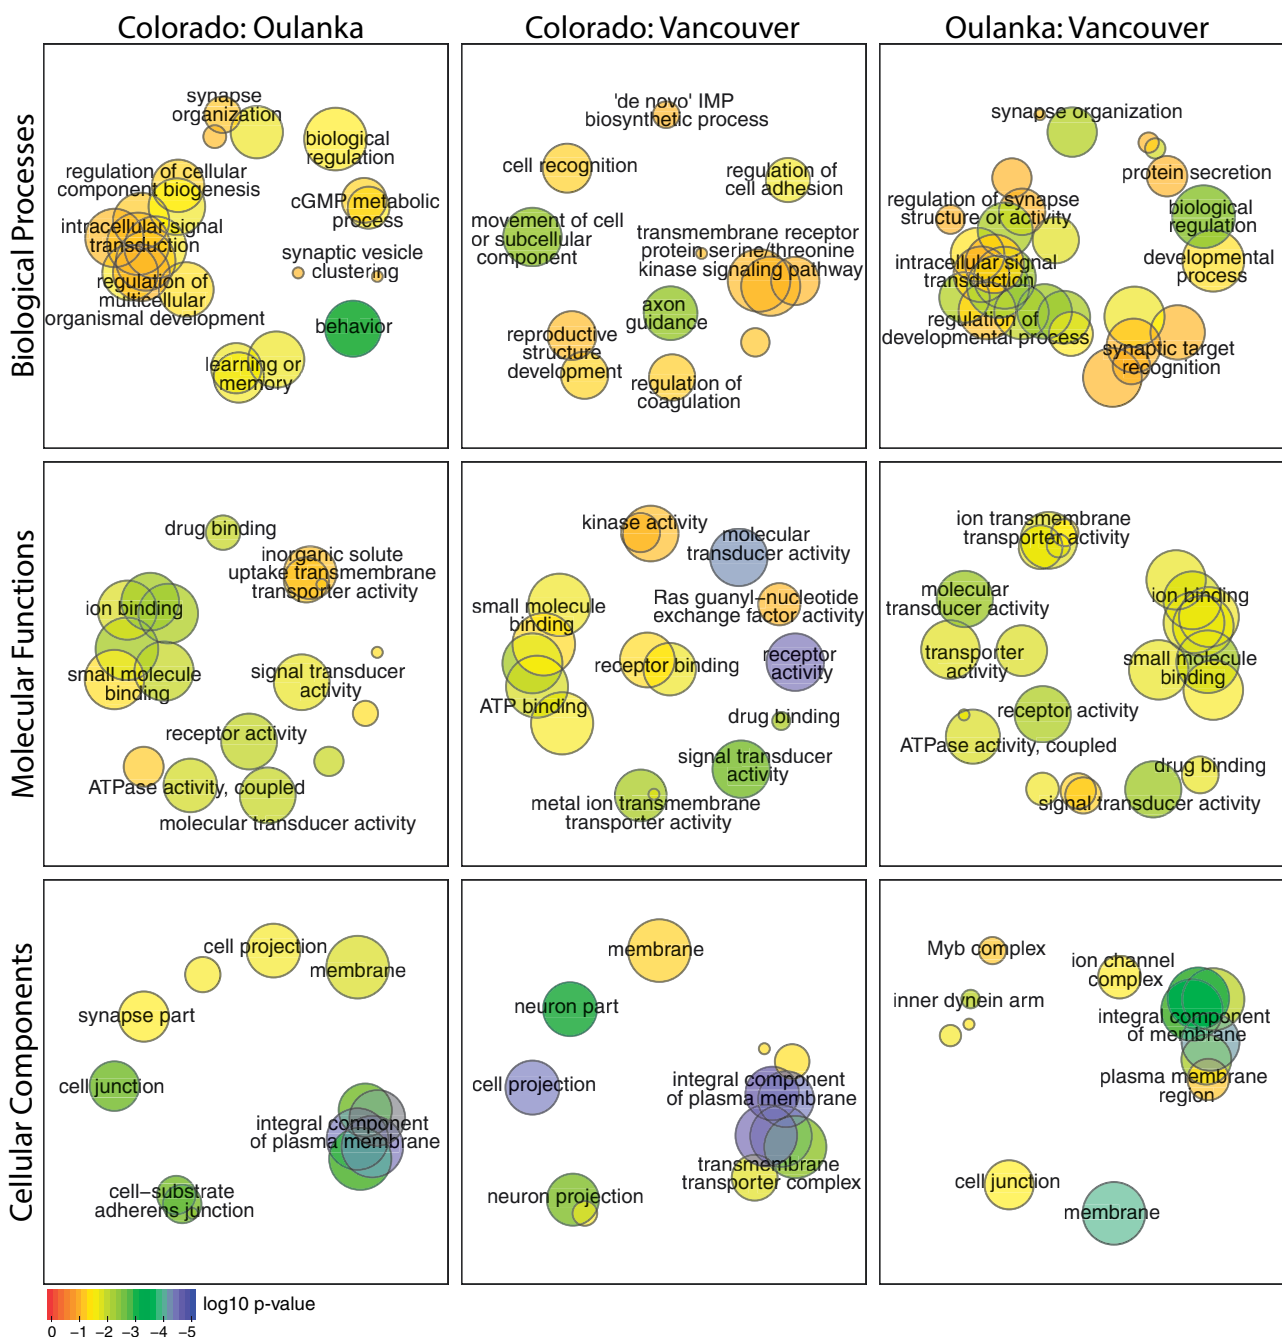 Colorado: Oulanka
Colorado: Vancouver
Oulanka: Vancouver
Biological Processes
synapse
organization
biological
regulation
regulation of cellular
component biogenesis
cGMP metabolic
process
intracellular signal
transduction
synaptic vesicle
clustering
regulation of
multicellular
organismal development
behavior
learning or
memory
'de novo' IMP
biosynthetic process
cell recognition
regulation of
cell adhesion
movement of cell
or subcellular
component
transmembrane receptor
protein serine/threonine
kinase signaling pathway
axon
guidance
reproductive
structure
development
regulation of
coagulation
synapse organization
protein secretion
regulation of synapse
structure or activity
biological
regulation
intracellular signal
transduction
developmental
process
regulation of
developmental process
synaptic target
recognition
Molecular Functions
drug binding
inorganic solute
uptake transmembrane
transporter activity
ion binding
small molecule
binding
signal transducer
activity
receptor activity
ATPase activity, coupled
molecular transducer activity
kinase activity
molecular
transducer activity
small molecule
binding
Ras guanyl−nucleotide
exchange factor activity
receptor binding
receptor
activity
ATP binding
drug binding
signal transducer
activity
metal ion transmembrane
transporter activity
ion transmembrane
transporter activity
molecular
transducer activity
ion binding
transporter
activity
small molecule
binding
receptor activity
ATPase activity, coupled
drug binding
signal transducer activity
Cellular Components
cell projection
membrane
synapse part
cell junction
integral component
of plasma membrane
cell−substrate
adherens junction
membrane
neuron part
cell projection
integral component
of plasma membrane
transmembrane
transporter complex
neuron projection
Myb complex
ion channel
complex
inner dynein arm
integral component
of membrane
plasma membrane
region
cell junction
membrane
log10 p-value
0 −1 −2 −3 −4 −5